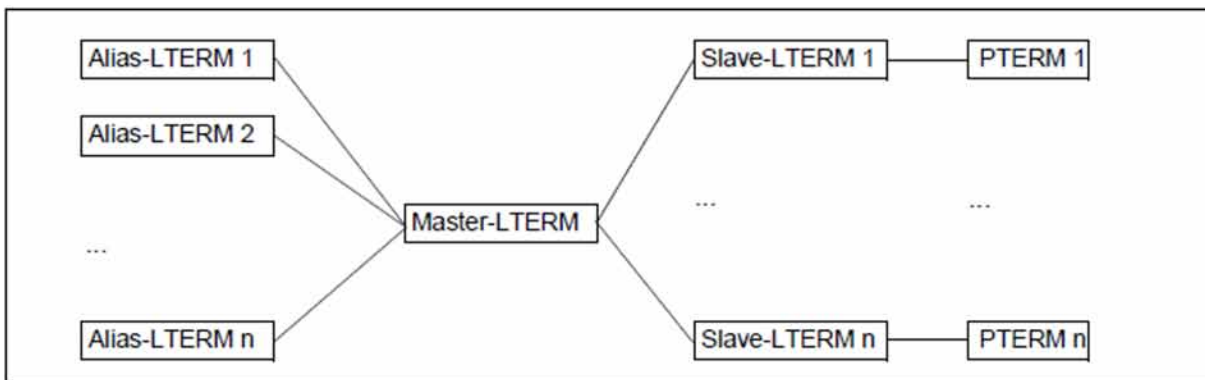 Alias-LTERM 1
Slave-LTERM 1
PTERM 1
Alias-LTERM 2
Master-LTERM
...
...
...
Alias-LTERM n
Slave-LTERM n
PTERM n